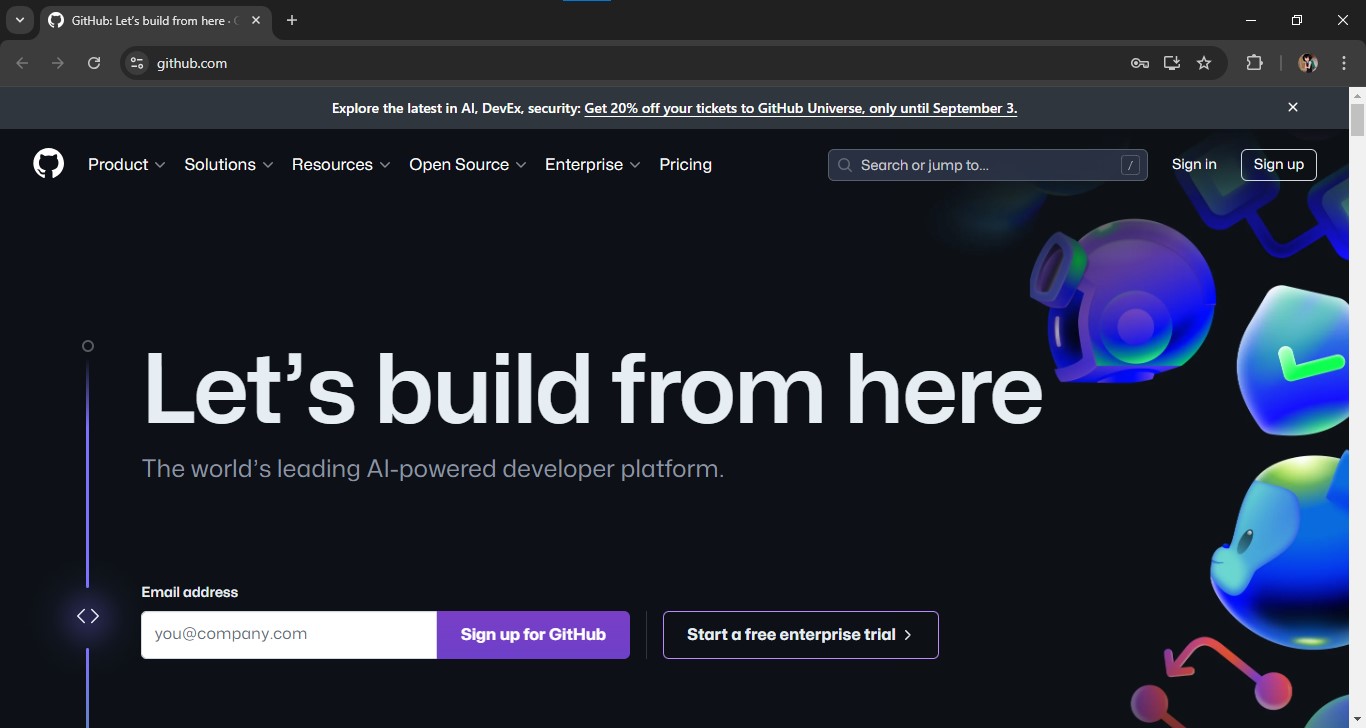 GitHub: Let's build from here ·
github.com
Explore the latest in AI, DevEx, security: Get 20% off your tickets to GitHub Universe, only until September 3.
Product Solutions Resources Open Source Enterprise Pricing Search or jump to... / Sign in Sign up
Let’s build from here
The world’s leading AI-powered developer platform.
Email address
you@company.com Sign up for GitHub Start a free enterprise trial